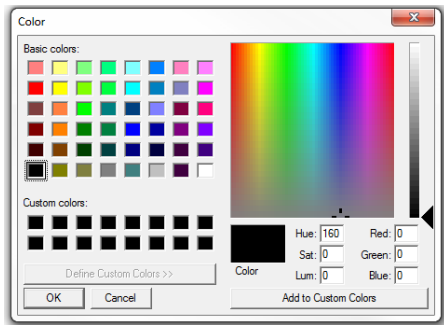 Color
Basic colors:
Custom colors:
Define Custom Colors >>
OK Cancel
Color
Hue: 160 Red: 0
Sat: 0 Green: 0
Lum: 0 Blue: 0
Add to Custom Colors